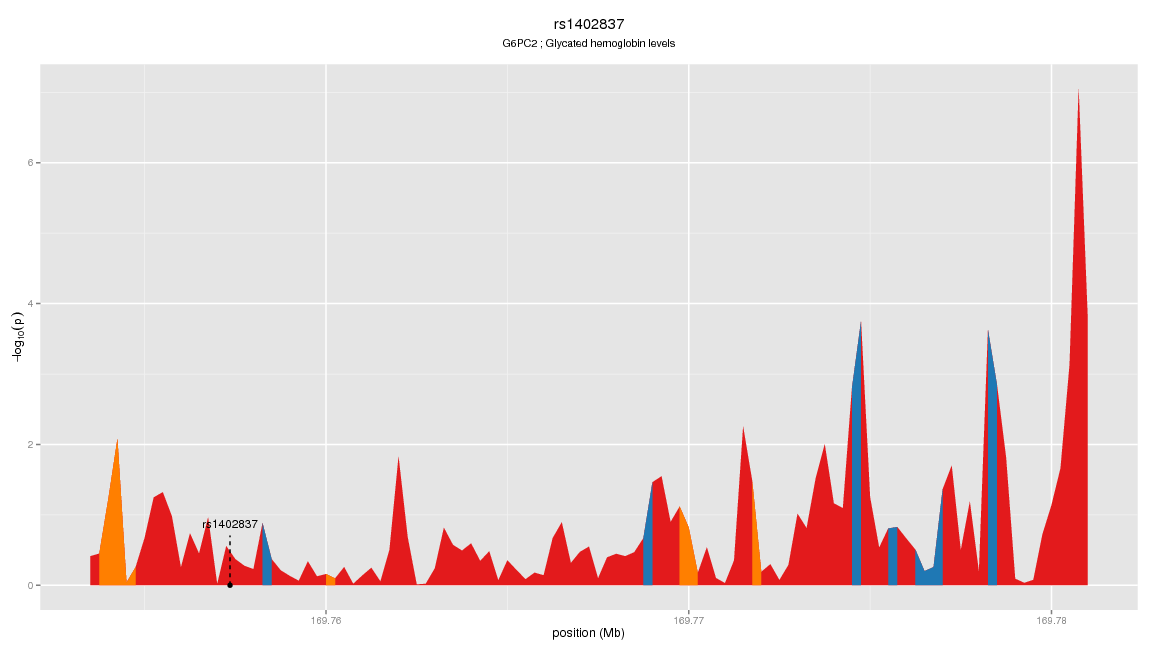 rs1402837
G6PC2 ; Glycated hemoglobin levels
−log10(p)
6
4
2
0
rs1402837
169.76
169.77
169.78
position (Mb)